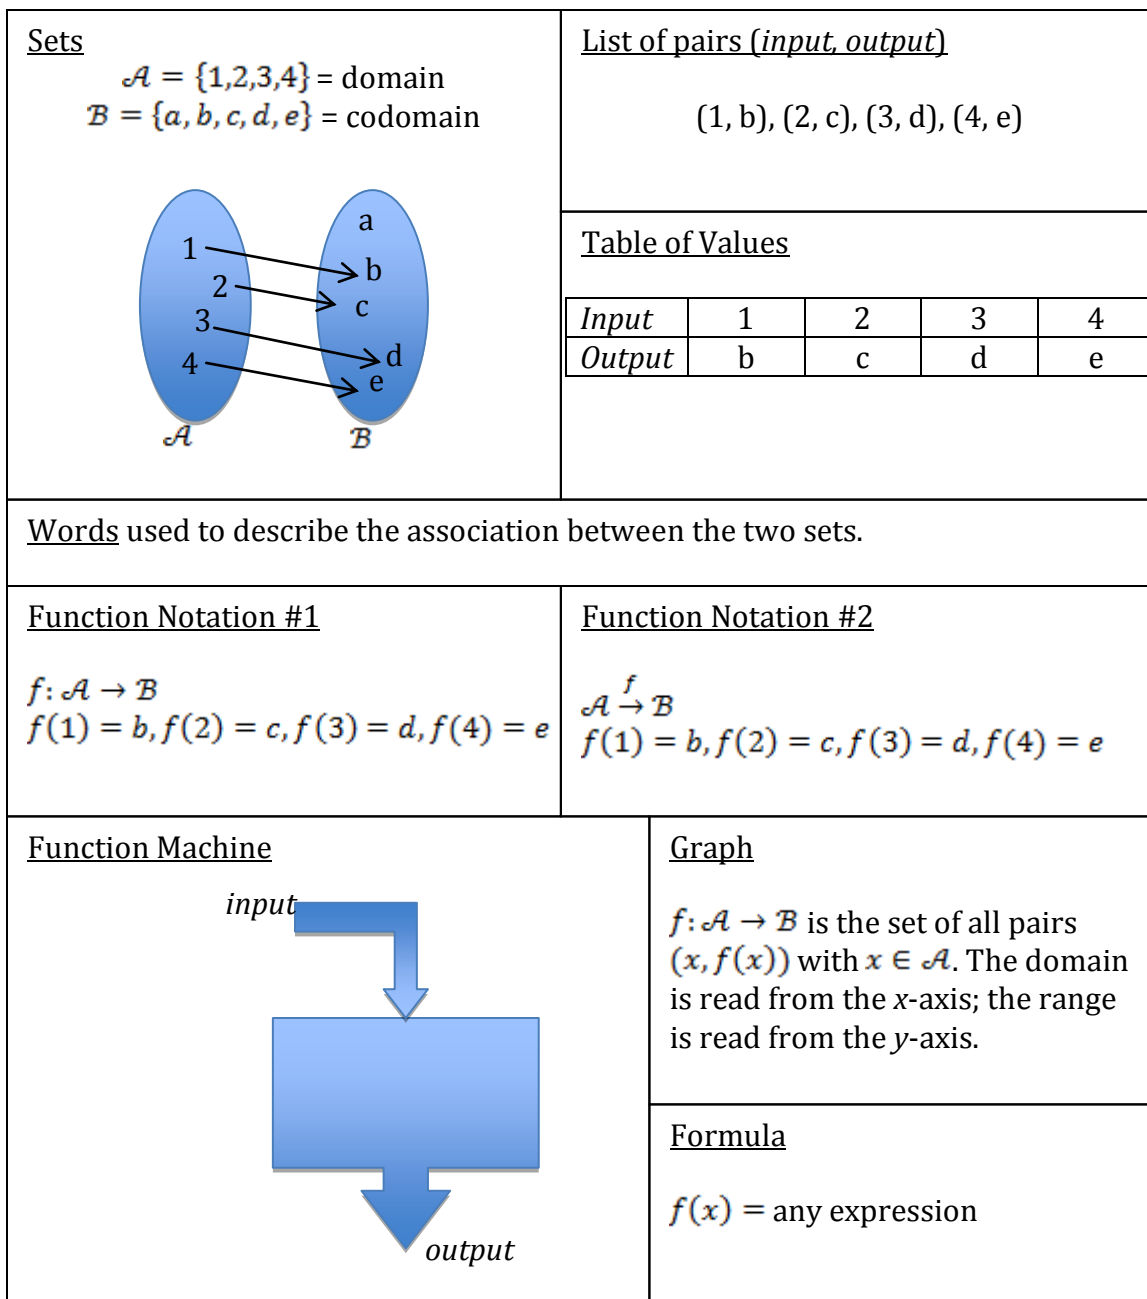 Sets
𝒜 = {1,2,3,4} = domain
ℬ = {a, b, c, d, e} = codomain
1
2
3
4
𝒜
a
b
c
d
e
ℬ
List of pairs (input, output)
(1, b), (2, c), (3, d), (4, e)
Table of Values
Input 1 2 3 4
Output b c d e
Words used to describe the association between the two sets.
Function Notation #1
f: 𝒜 → ℬ
f(1) = b, f(2) = c, f(3) = d, f(4) = e
Function Notation #2
f
𝒜 → ℬ
f(1) = b, f(2) = c, f(3) = d, f(4) = e
Function Machine
input
output
Graph
f: 𝒜 → ℬ is the set of all pairs
(x, f(x)) with x ∈ 𝒜. The domain
is read from the x-axis; the range
is read from the y-axis.
Formula
f(x) = any expression